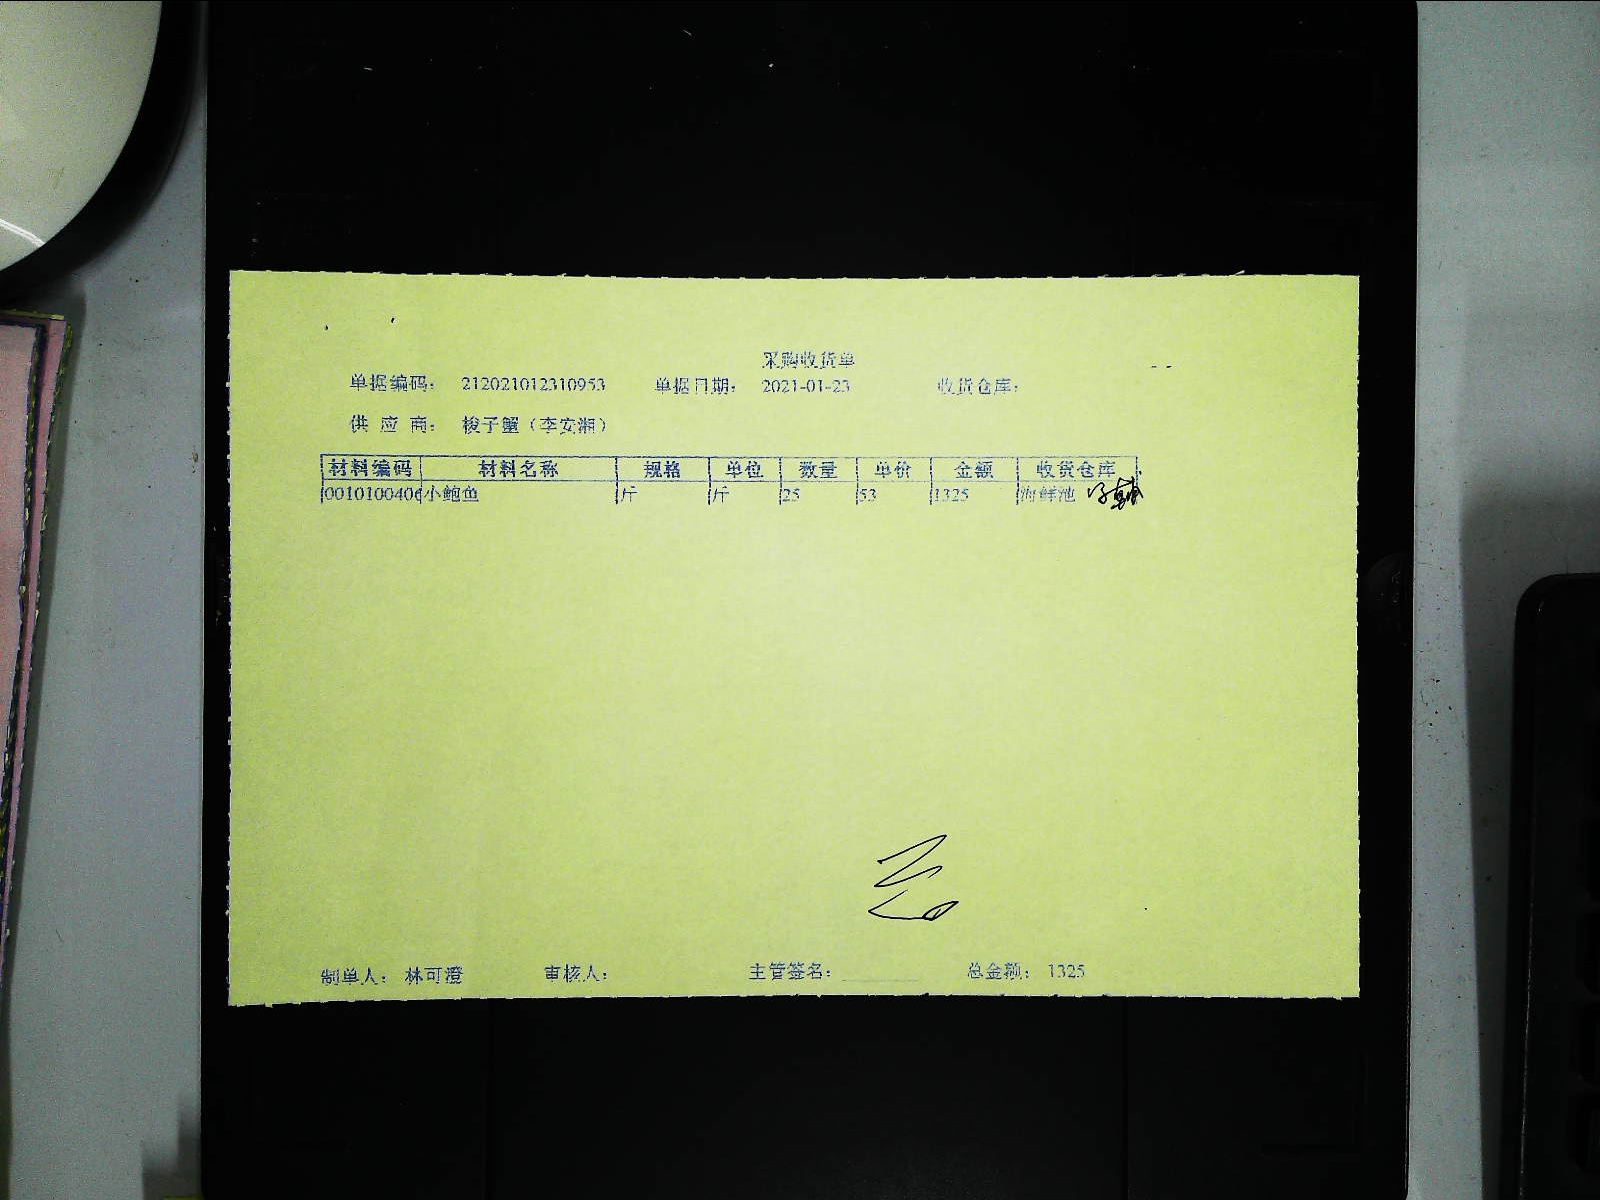 采购收货单
单据编码： 212021012310953 单据日期： 2021-01-23 收货仓库：
供 应 商： 梭子蟹（李安湘）
材料编码 材料名称 规格 单位 数量 单价 金额 收货仓库
0010100406 小鲍鱼 斤 斤 25 53 1325 海鲜池
制单人： 林可澄 审核人： 主管签名： 总金额： 1325